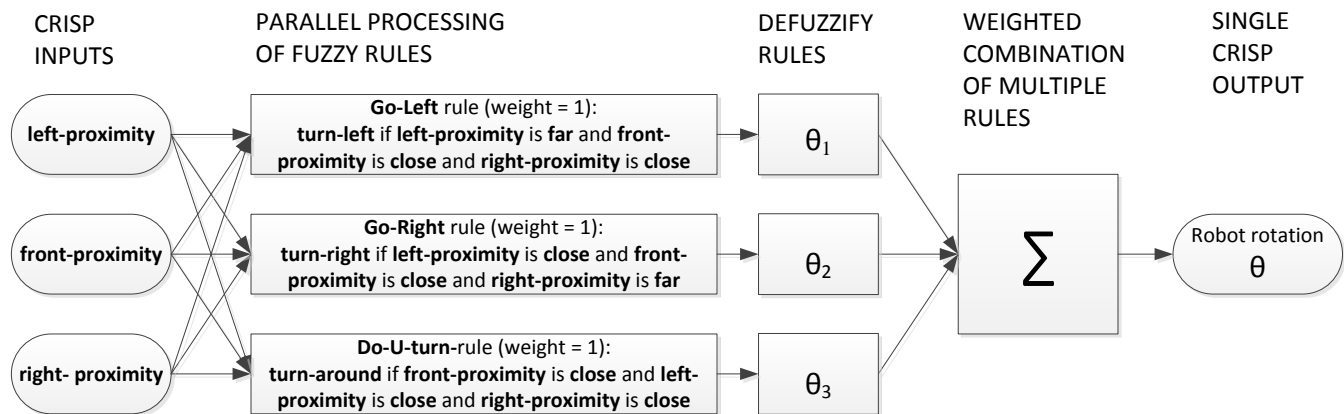 CRISP
INPUTS
PARALLEL PROCESSING
OF FUZZY RULES
DEFUZZIFY
RULES
WEIGHTED
COMBINATION
OF MULTIPLE
RULES
SINGLE
CRISP
OUTPUT
left-proximity
front-proximity
right- proximity
Go-Left rule (weight = 1):
turn-left if left-proximity is far and front-
proximity is close and right-proximity is close
Go-Right rule (weight = 1):
turn-right if left-proximity is close and front-
proximity is close and right-proximity is far
Do-U-turn-rule (weight = 1):
turn-around if front-proximity is close and left-
proximity is close and right-proximity is close
θ₁
θ₂
θ₃
Σ
Robot rotation
θ